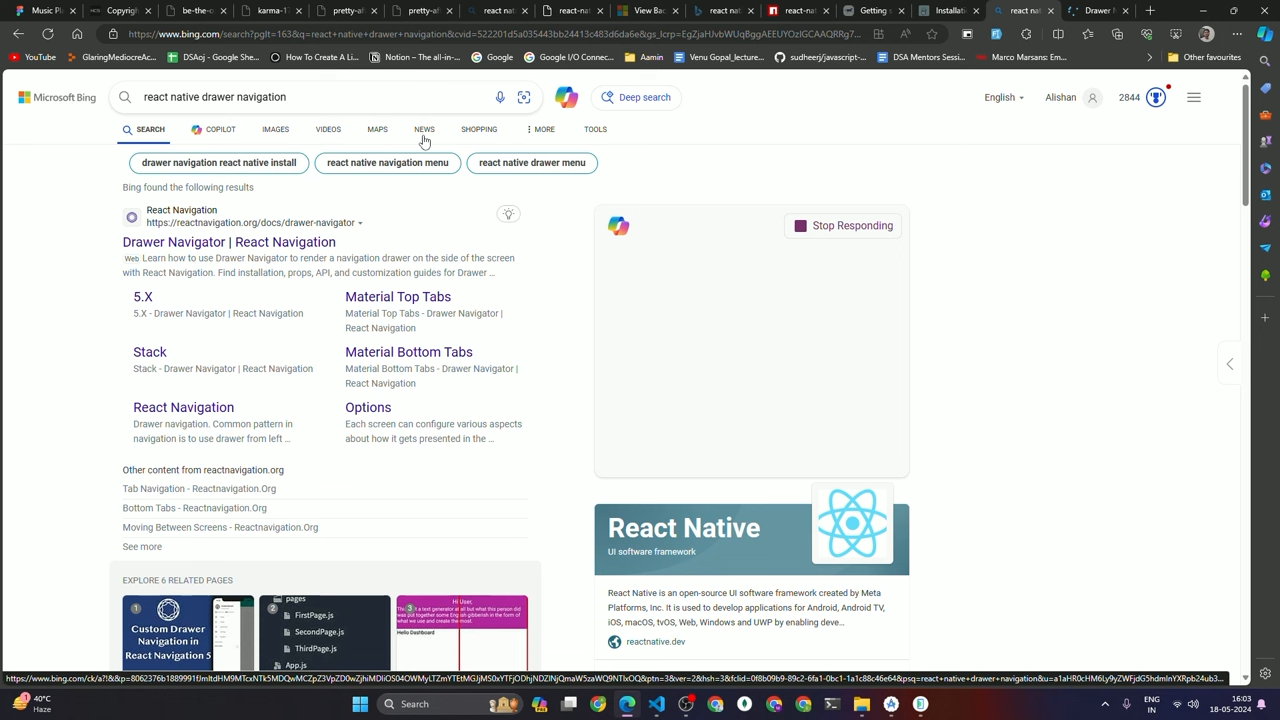 Music Pl
Copyrigh
be-the-o
karma-1
pretty-af
pretty-af
react nat
react-nat
View Bac
react nat
react-nat
Getting s
Installati
react nat
Drawer N
YouTube
GlaringMediocreAc...
DSAoj - Google She...
How To Create A Li...
Notion – The all-in-...
Google
Google I/O Connec...
Aamin
Venu Gopal_lecture...
sudheerj/javascript-...
DSA Mentors Sessi...
Marco Marsans: Em...
Other favourites
Microsoft Bing
react native drawer navigation
Deep search
English
Alishan
2844
SEARCH
COPILOT
IMAGES
VIDEOS
MAPS
NEWS
SHOPPING
MORE
TOOLS
drawer navigation react native install
react native navigation menu
react native drawer menu
Bing found the following results
React Navigation
https://reactnavigation.org/docs/drawer-navigator
Drawer Navigator | React Navigation
Web Learn how to use Drawer Navigator to render a navigation drawer on the side of the screen
with React Navigation. Find installation, props, API, and customization guides for Drawer ...
5.X
5.X - Drawer Navigator | React Navigation
Material Top Tabs
Material Top Tabs - Drawer Navigator |
React Navigation
Stack
Stack - Drawer Navigator | React Navigation
Material Bottom Tabs
Material Bottom Tabs - Drawer Navigator |
React Navigation
React Navigation
Drawer navigation. Common pattern in
navigation is to use drawer from left ...
Options
Each screen can configure various aspects
about how it gets presented in the ...
Other content from reactnavigation.org
Tab Navigation - Reactnavigation.Org
Bottom Tabs - Reactnavigation.Org
Moving Between Screens - Reactnavigation.Org
See more
EXPLORE 6 RELATED PAGES
1
Custom Drawer
Navigation in
React Navigation 5
2
pages
FirstPage.js
SecondPage.js
ThirdPage.js
App.js
3
Hi User,
Hello Dashboard
Stop Responding
React Native
UI software framework
React Native is an open-source UI software framework created by Meta
Platforms, Inc. It is used to develop applications for Android, Android TV,
iOS, macOS, tvOS, Web, Windows and UWP by enabling deve...
reactnative.dev
40°C
Haze
Search
ENG
IN
16:03
18-05-2024